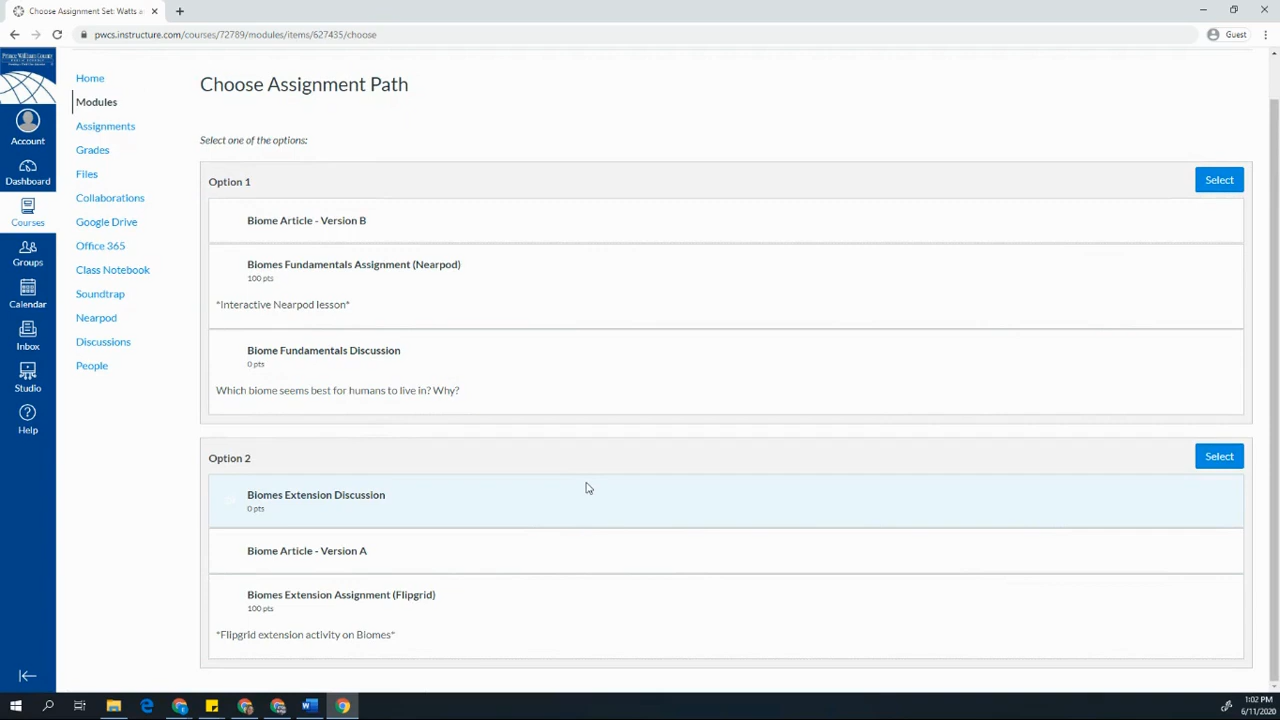 Choose Assignment Set: Watts a
pwcs.instructure.com/courses/72789/modules/items/627435/choose
Guest
Prince William County
Account
Dashboard
Courses
Groups
Calendar
Inbox
Studio
Help
Home
Modules
Assignments
Grades
Files
Collaborations
Google Drive
Office 365
Class Notebook
Soundtrap
Nearpod
Discussions
People
Choose Assignment Path
Select one of the options:
Option 1
Select
Biome Article - Version B
Biomes Fundamentals Assignment (Nearpod)
100 pts
*Interactive Nearpod lesson*
Biome Fundamentals Discussion
0 pts
Which biome seems best for humans to live in? Why?
Option 2
Select
Biomes Extension Discussion
0 pts
Biome Article - Version A
Biomes Extension Assignment (Flipgrid)
100 pts
*Flipgrid extension activity on Biomes*
1:02 PM
6/11/2020